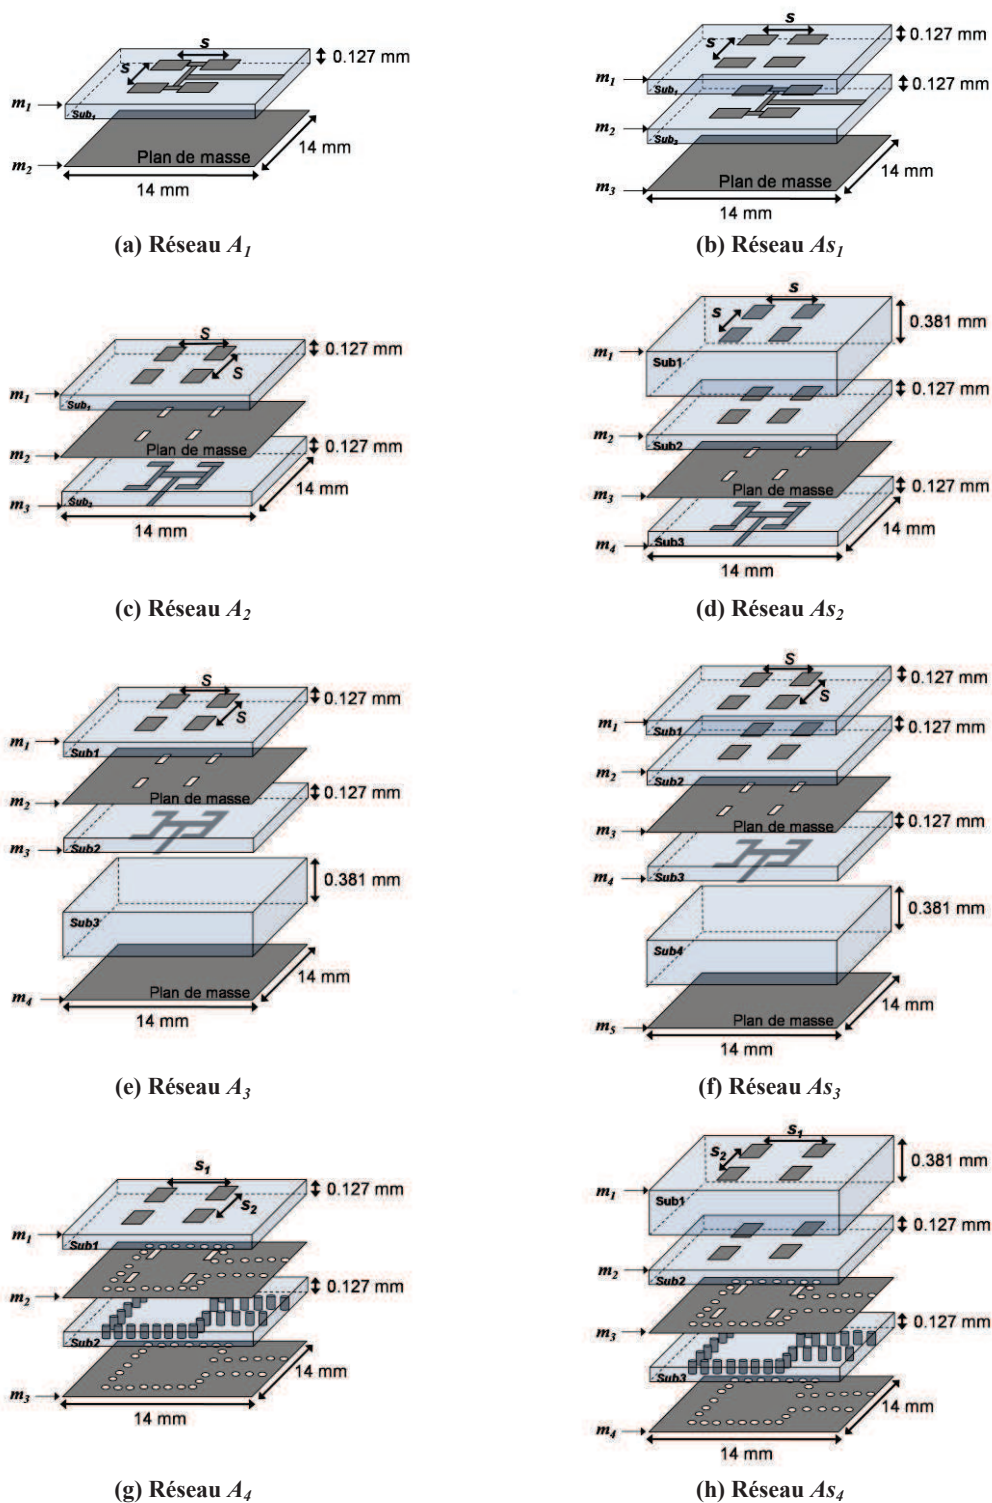 S
0.127 mm
S
m1
Sub1
Plan de masse
14 mm
m2
14 mm
(a) Réseau A1
S
0.127 mm
S
m1
Sub1
0.127 mm
m2
Sub2
Plan de masse
14 mm
m3
14 mm
(b) Réseau As1
S
0.127 mm
S
m1
Sub1
0.127 mm
Plan de masse
m2
14 mm
m3
Sub2
14 mm
(c) Réseau A2
S
S
0.381 mm
m1
Sub1
0.127 mm
m2
Sub2
0.127 mm
Plan de masse
m3
14 mm
m4
Sub3
14 mm
(d) Réseau As2
S
0.127 mm
S
m1
Sub1
0.127 mm
Plan de masse
m2
m3
Sub2
0.381 mm
Sub3
14 mm
Plan de masse
m4
14 mm
(e) Réseau A3
S
0.127 mm
S
m1
Sub1
0.127 mm
m2
Sub2
0.127 mm
Plan de masse
m3
m4
Sub3
0.381 mm
Sub4
14 mm
Plan de masse
m5
14 mm
(f) Réseau As3
S1
0.127 mm
S2
m1
Sub1
0.127 mm
m2
Sub2
14 mm
m3
14 mm
(g) Réseau A4
S1
S2
0.381 mm
m1
Sub1
0.127 mm
m2
Sub2
0.127 mm
m3
Sub3
14 mm
m4
14 mm
(h) Réseau As4